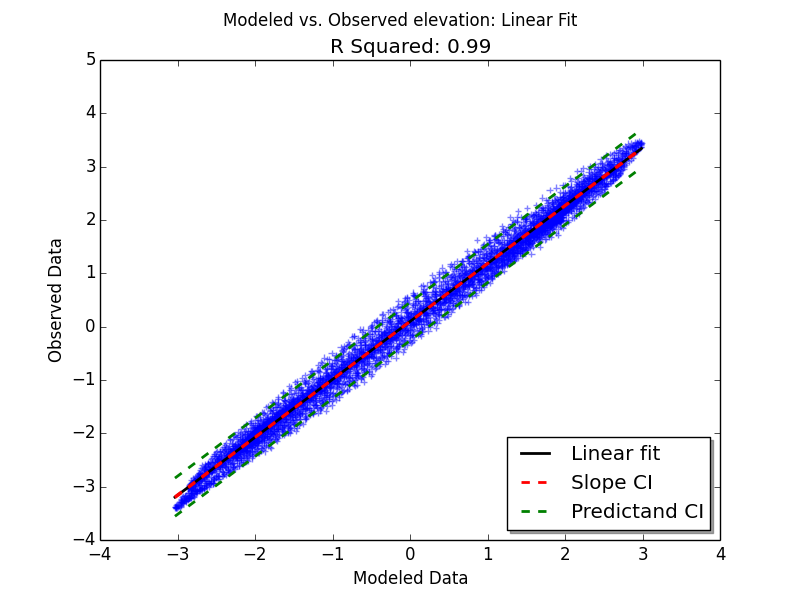 Modeled vs. Observed elevation: Linear Fit
R Squared: 0.99
5
4
3
2
1
0
−1
−2
−3
−4
Observed Data
Linear fit
Slope CI
Predictand CI
−4 −3 −2 −1 0 1 2 3 4
Modeled Data